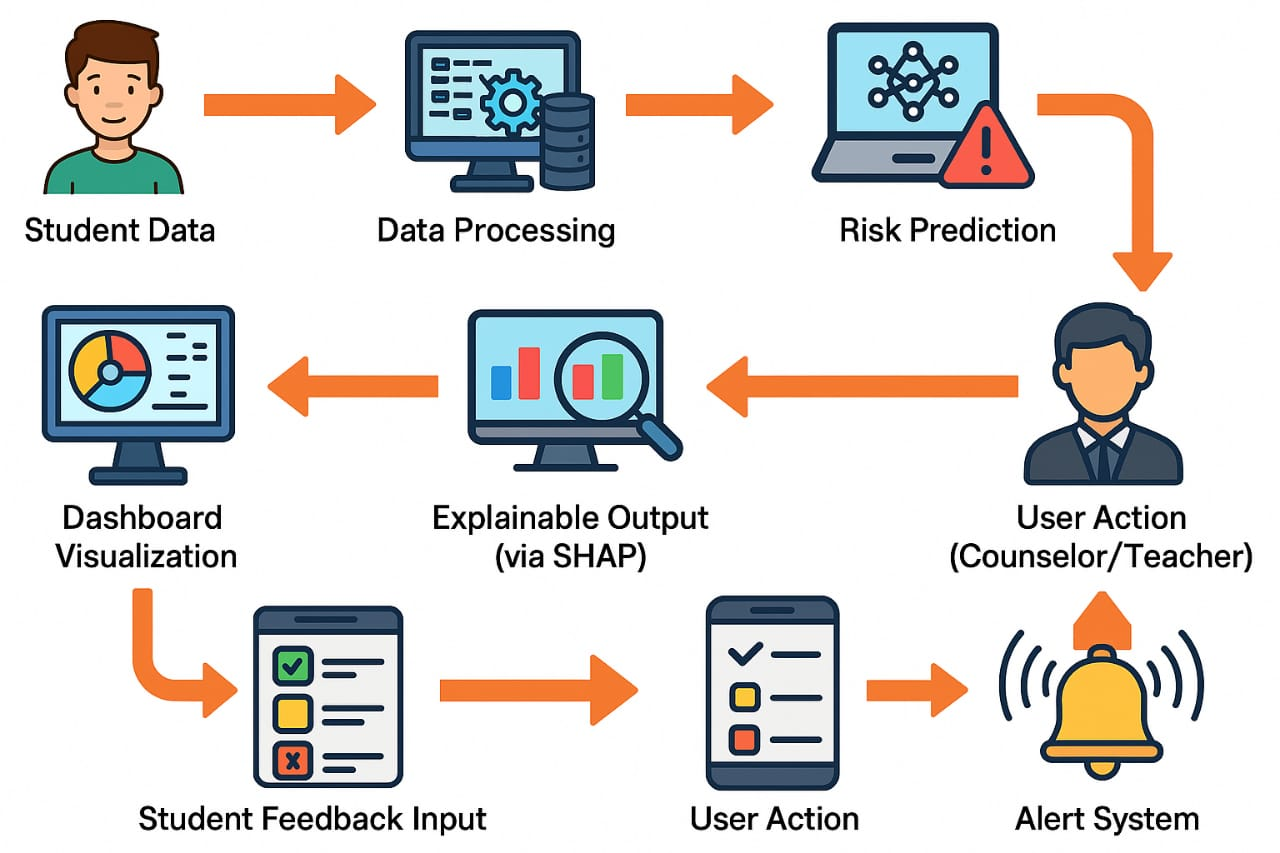 Student Data
Data Processing
Risk Prediction
Dashboard
Visualization
Explainable Output
(via SHAP)
User Action
(Counselor/Teacher)
Student Feedback Input
User Action
Alert System